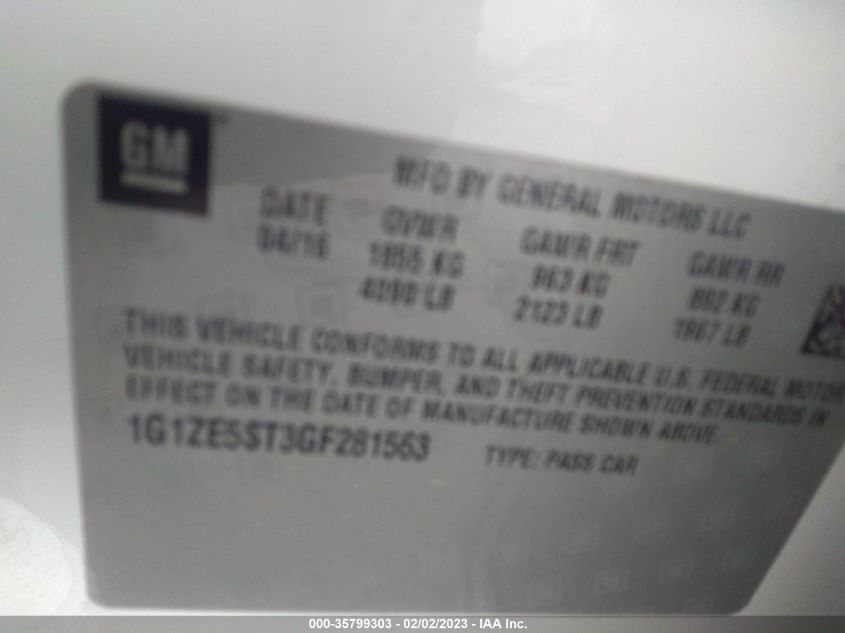 GM
MFD BY GENERAL MOTORS LLC
DATE GVWR GAWR FRT GAWR RR
04/16 1855 KG 963 KG 892 KG
4090 LB 2123 LB 1967 LB
THIS VEHICLE CONFORMS TO ALL APPLICABLE U.S. FEDERAL MOTOR
VEHICLE SAFETY, BUMPER, AND THEFT PREVENTION STANDARDS IN
EFFECT ON THE DATE OF MANUFACTURE SHOWN ABOVE.
1G1ZE5ST3GF281563 TYPE: PASS CAR
000-35799303 - 02/02/2023 - IAA Inc.